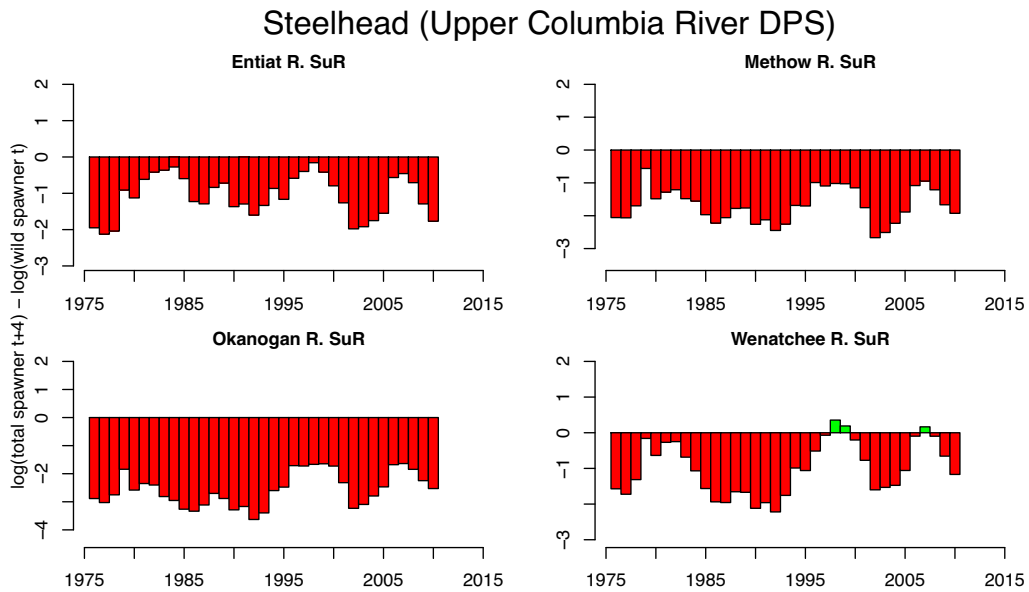 Steelhead (Upper Columbia River DPS)
log(total spawner t+4) − log(wild spawner t)
Entiat R. SuR
2
1
0
−1
−2
−3
1975 1985 1995 2005 2015
Methow R. SuR
2
1
0
−1
−3
1975 1985 1995 2005 2015
Okanogan R. SuR
2
1
0
−2
−4
1975 1985 1995 2005 2015
Wenatchee R. SuR
2
1
0
−1
−3
1975 1985 1995 2005 2015